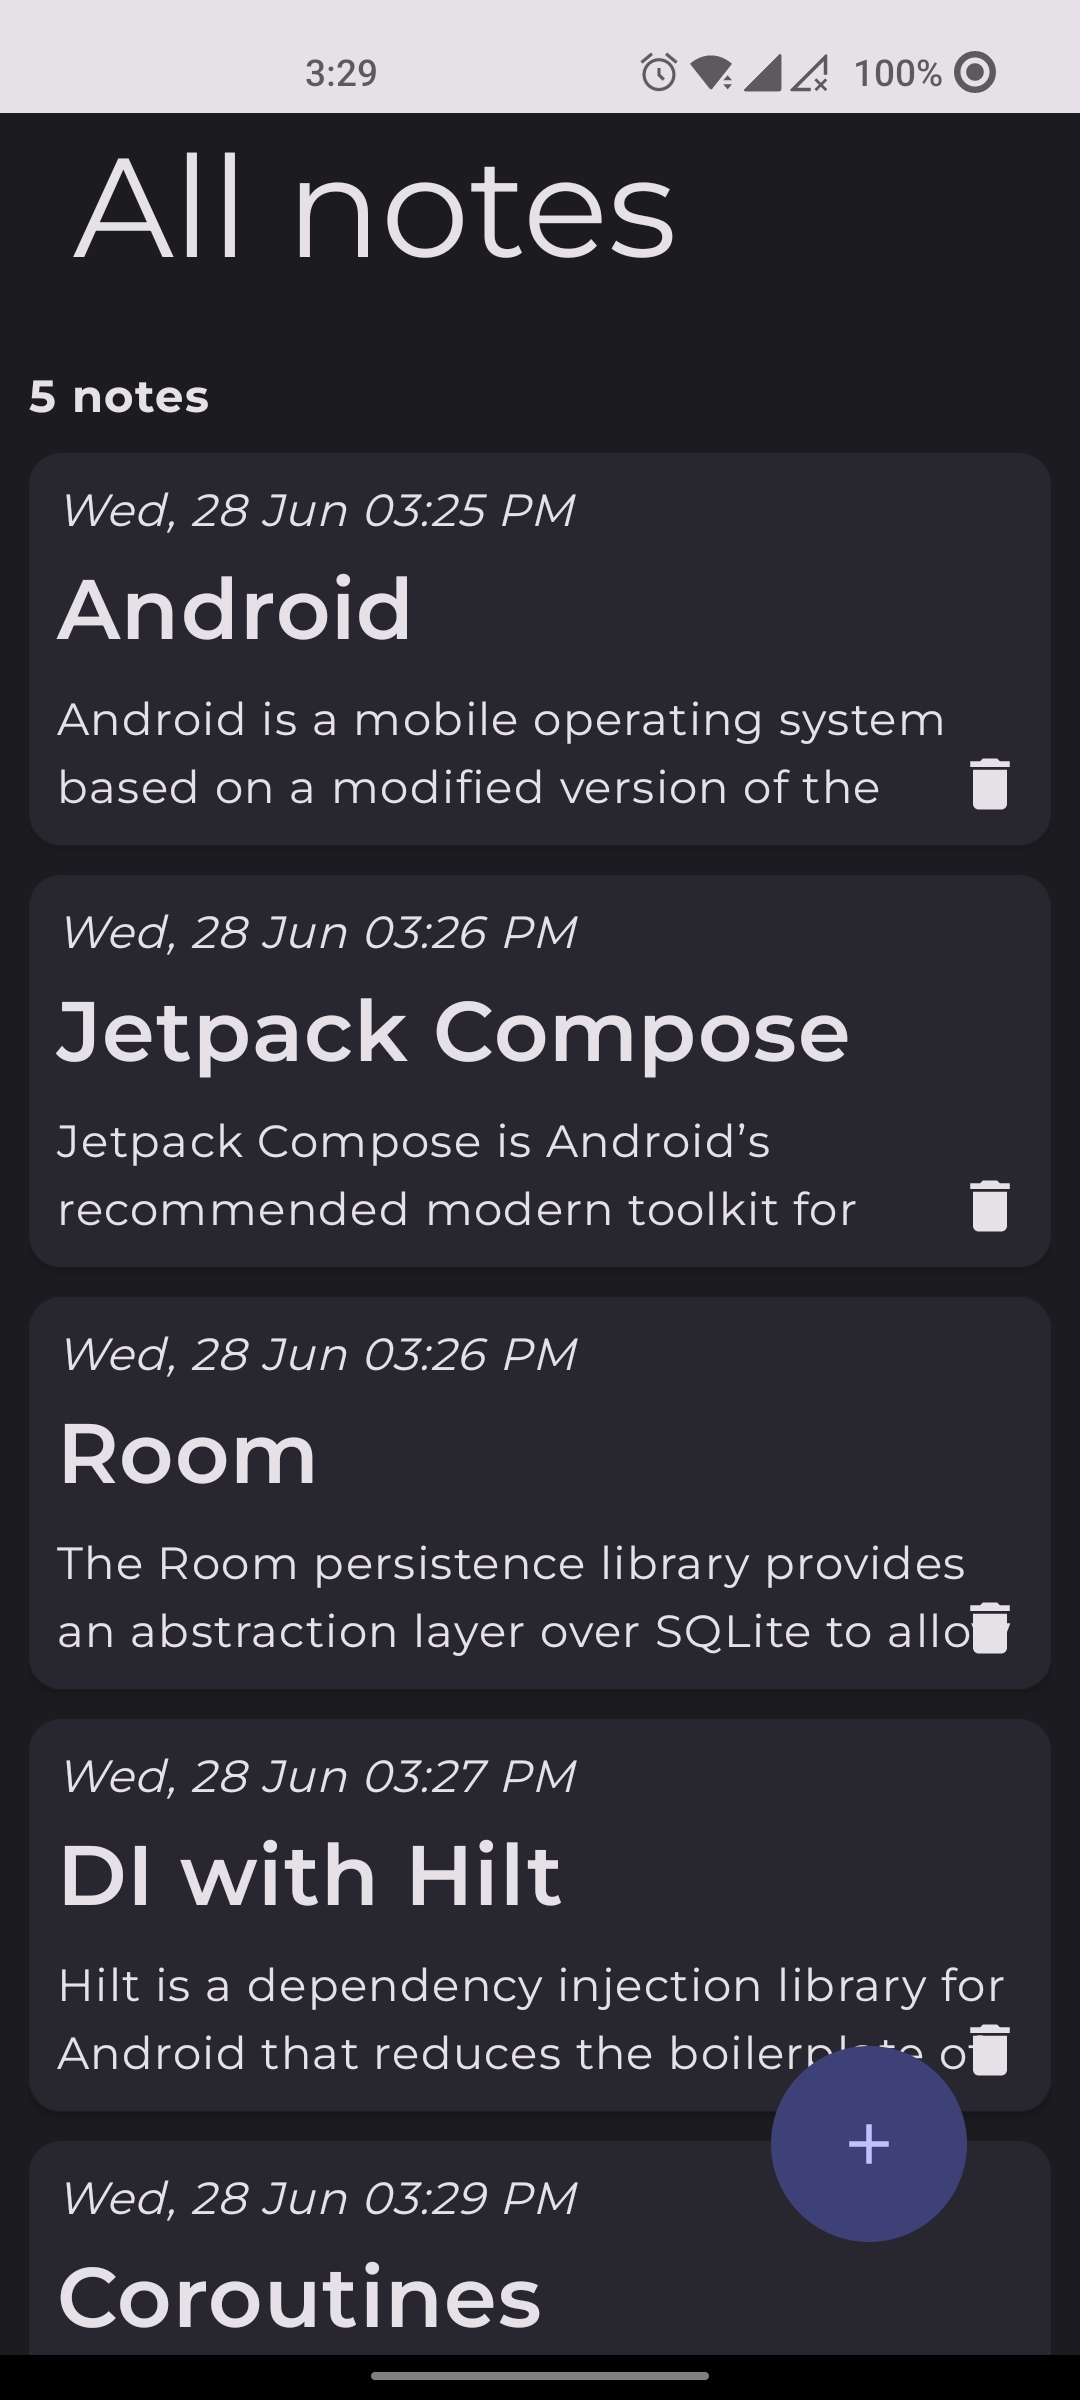 3:29 100%
All notes
5 notes
Wed, 28 Jun 03:25 PM
Android
Android is a mobile operating system
based on a modified version of the
Wed, 28 Jun 03:26 PM
Jetpack Compose
Jetpack Compose is Android’s
recommended modern toolkit for
Wed, 28 Jun 03:26 PM
Room
The Room persistence library provides
an abstraction layer over SQLite to allow
Wed, 28 Jun 03:27 PM
DI with Hilt
Hilt is a dependency injection library for
Android that reduces the boilerplate of
Wed, 28 Jun 03:29 PM
Coroutines